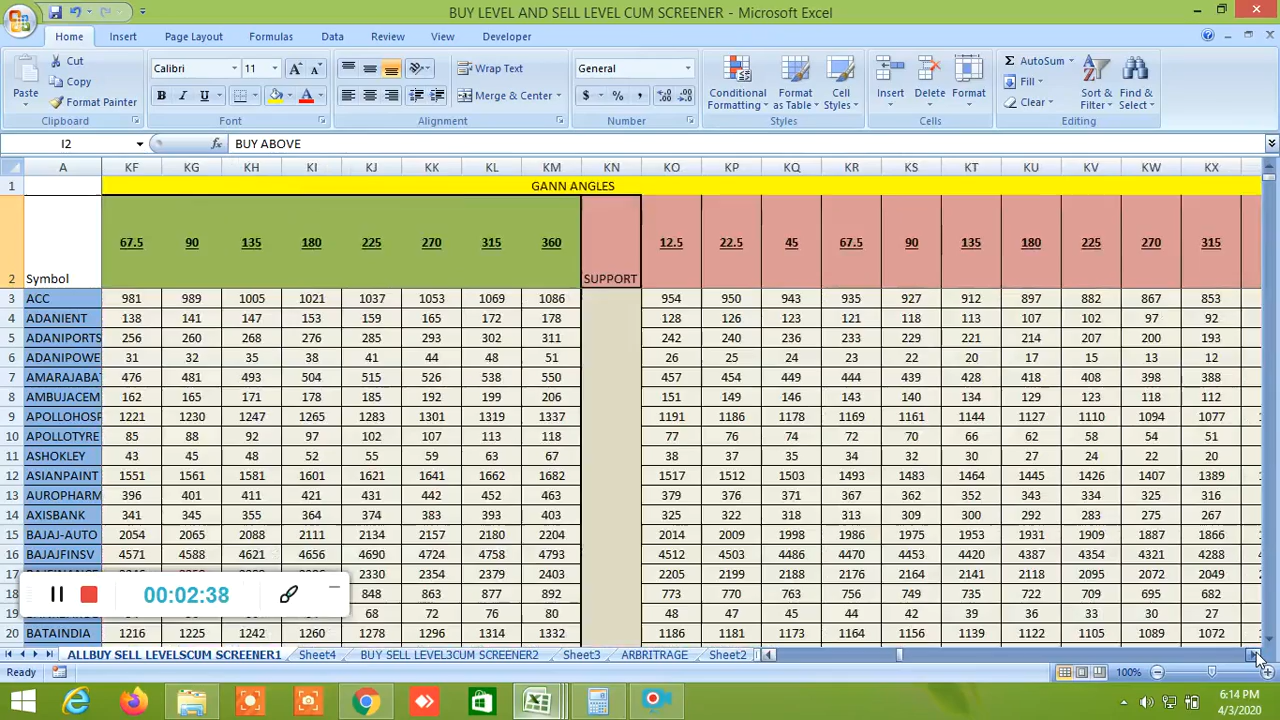 BUY LEVEL AND SELL LEVEL CUM SCREENER - Microsoft Excel
Home Insert Page Layout Formulas Data Review View Developer
Paste Cut Copy Format Painter Clipboard
Calibri 11 B I U A A Font
Wrap Text Merge & Center Alignment
General $ % , Number
Conditional Formatting Format as Table Cell Styles Styles
Insert Delete Format Cells
Σ AutoSum Fill Clear Sort & Filter Find & Select Editing
I2 fx BUY ABOVE
A KF KG KH KI KJ KK KL KM KN KO KP KQ KR KS KT KU KV KW KX
1 GANN ANGLES
2 Symbol 67.5 90 135 180 225 270 315 360 SUPPORT 12.5 22.5 45 67.5 90 135 180 225 270 315
3 ACC 981 989 1005 1021 1037 1053 1069 1086 954 950 943 935 927 912 897 882 867 853
4 ADANIENT 138 141 147 153 159 165 172 178 128 126 123 121 118 113 107 102 97 92
5 ADANIPORTS 256 260 268 276 285 293 302 311 242 240 236 233 229 221 214 207 200 193
6 ADANIPOWE 31 32 35 38 41 44 48 51 26 25 24 23 22 20 17 15 13 12
7 AMARAJABA 476 481 493 504 515 526 538 550 457 454 449 444 439 428 418 408 398 388
8 AMBUJACEM 162 165 171 178 185 192 199 206 151 149 146 143 140 134 129 123 118 112
9 APOLLOHOSP 1221 1230 1247 1265 1283 1301 1319 1337 1191 1186 1178 1169 1161 1144 1127 1110 1094 1077
10 APOLLOTYRE 85 88 92 97 102 107 113 118 77 76 74 72 70 66 62 58 54 51
11 ASHOKLEY 43 45 48 52 55 59 63 67 38 37 35 34 32 30 27 24 22 20
12 ASIANPAINT 1551 1561 1581 1601 1621 1641 1662 1682 1517 1512 1503 1493 1483 1464 1445 1426 1407 1389
13 AUROPHARM 396 401 411 421 431 442 452 463 379 376 371 367 362 352 343 334 325 316
14 AXISBANK 341 345 355 364 374 383 393 403 325 322 318 313 309 300 292 283 275 267
15 BAJAJ-AUTO 2054 2065 2088 2111 2134 2157 2180 2204 2014 2009 1998 1986 1975 1953 1931 1909 1887 1866
16 BAJAJFINSV 4571 4588 4621 4656 4690 4724 4758 4793 4512 4503 4486 4470 4453 4420 4387 4354 4321 4288
17 2330 2354 2379 2403 2205 2199 2188 2176 2164 2141 2118 2095 2072 2049
18 848 863 877 892 773 770 763 756 749 735 722 709 695 682
19 68 72 76 80 48 47 45 44 42 39 36 33 30 27
20 BATAINDIA 1216 1225 1242 1260 1278 1296 1314 1332 1186 1181 1173 1164 1156 1139 1122 1105 1089 1072
00:02:38
ALLBUY SELL LEVELSCUM SCREENER1 Sheet4 BUY SELL LEVEL3CUM SCREENER2 Sheet3 ARBRITRAGE Sheet2
Ready 100%
6:14 PM
4/3/2020